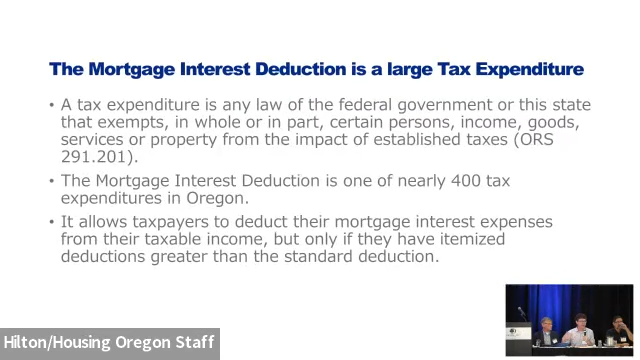 The Mortgage Interest Deduction is a large Tax Expenditure
• A tax expenditure is any law of the federal government or this state
that exempts, in whole or in part, certain persons, income, goods,
services or property from the impact of established taxes (ORS
291.201).
• The Mortgage Interest Deduction is one of nearly 400 tax
expenditures in Oregon.
• It allows taxpayers to deduct their mortgage interest expenses
from their taxable income, but only if they have itemized
deductions greater than the standard deduction.
Hilton/Housing Oregon Staff